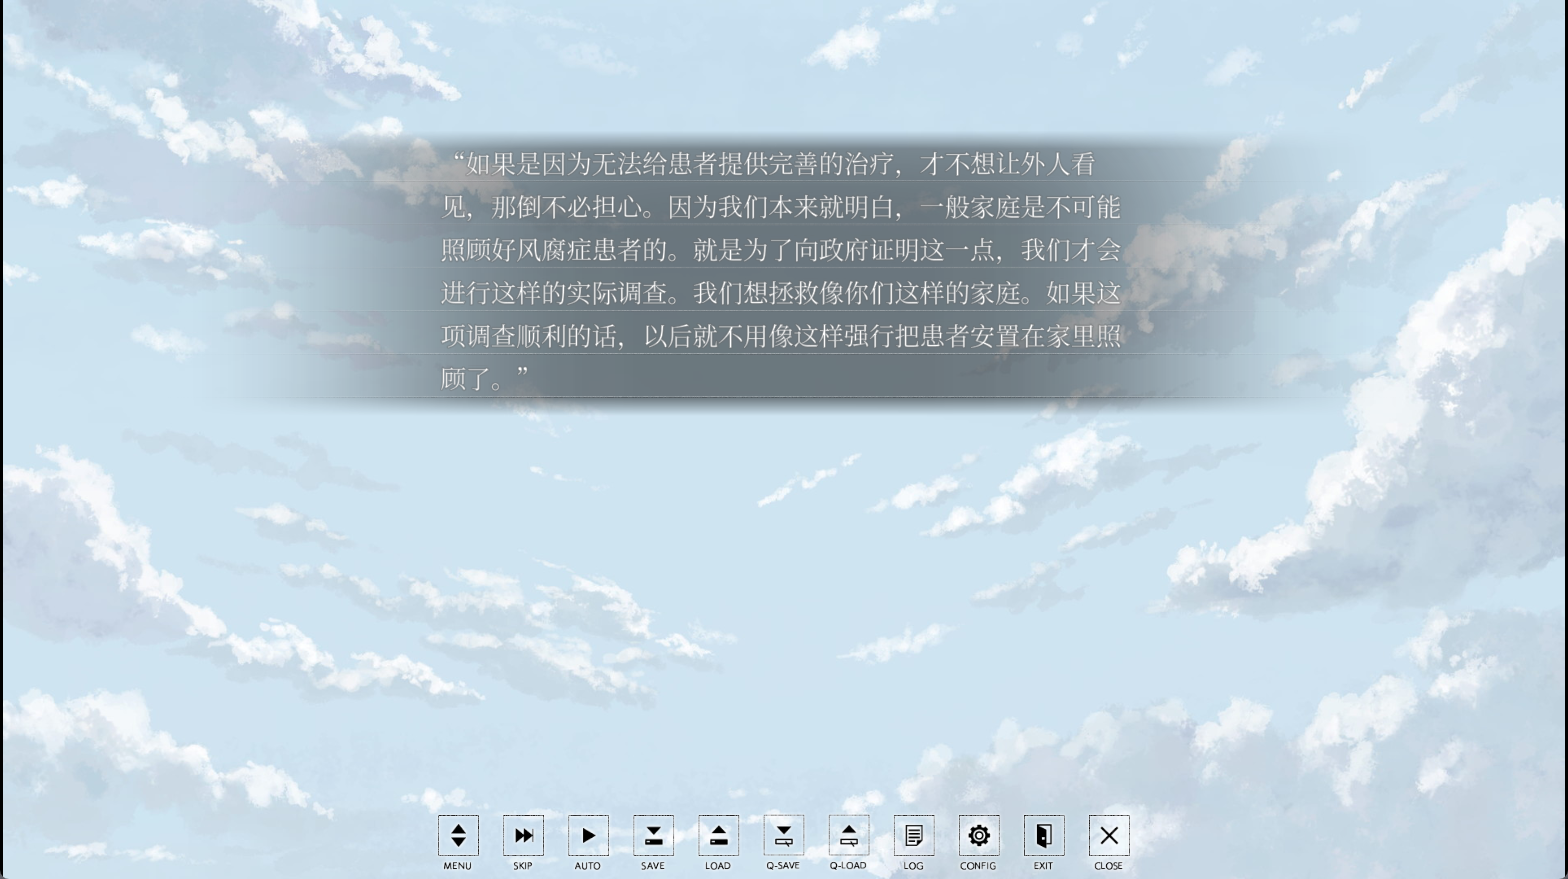 “如果是因为无法给患者提供完善的治疗，才不想让外人看
见，那倒不必担心。因为我们本来就明白，一般家庭是不可能
照顾好风腐症患者的。就是为了向政府证明这一点，我们才会
进行这样的实际调查。我们想拯救像你们这样的家庭。如果这
项调查顺利的话，以后就不用像这样强行把患者安置在家里照
顾了。”
MENU SKIP AUTO SAVE LOAD Q-SAVE Q-LOAD LOG CONFIG EXIT CLOSE